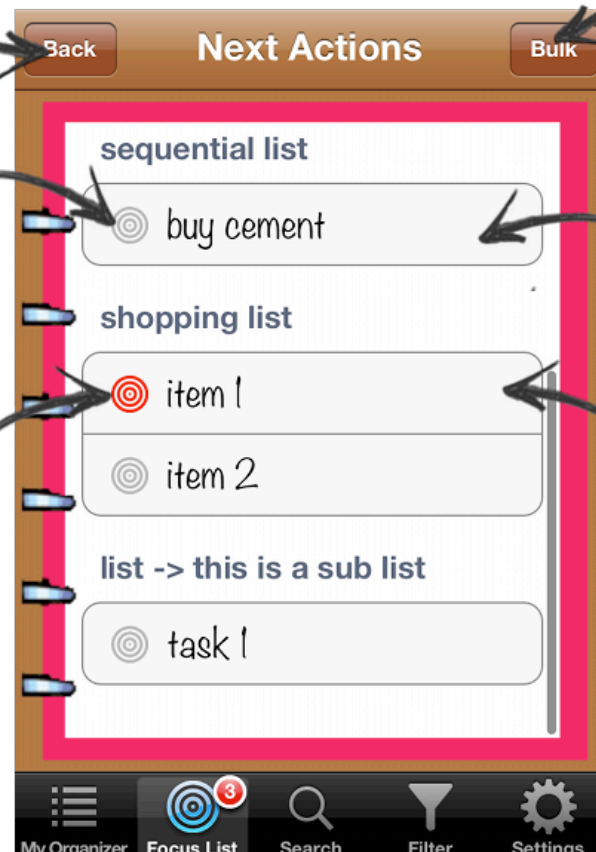 Back Next Actions Bulk
sequential list
buy cement
shopping list
item 1
item 2
list -> this is a sub list
task 1
3
My Organizer Focus List Search Filter Settings